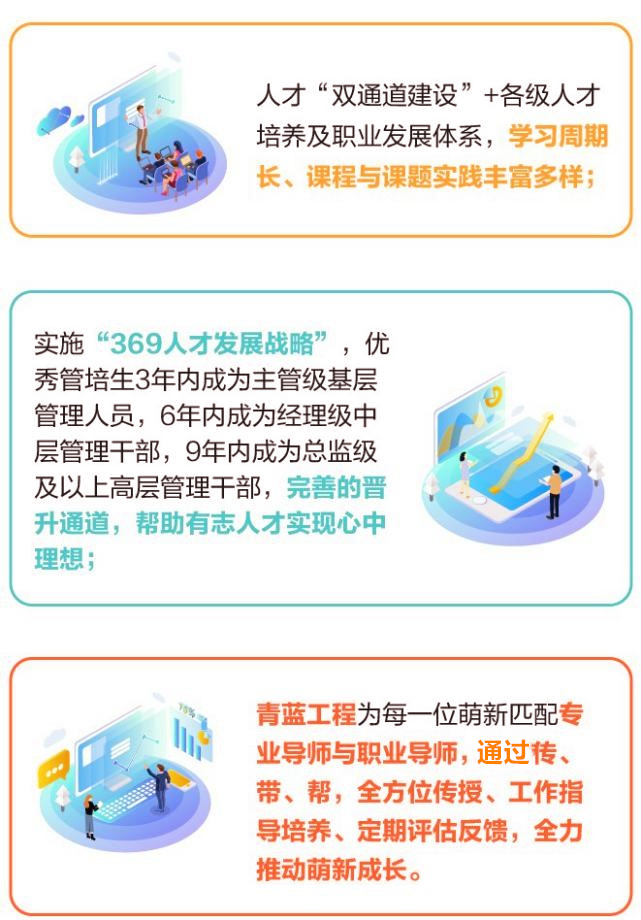 人才“双通道建设”+各级人才
培养及职业发展体系，学习周期
长、课程与课题实践丰富多样；
实施“369人才发展战略”，优
秀管培生3年内成为主管级基层
管理人员，6年内成为经理级中
层管理干部，9年内成为总监级
及以上高层管理干部，完善的晋
升通道，帮助有志人才实现心中
理想；
70%
青蓝工程为每一位萌新匹配专
业导师与职业导师，通过传、
带、帮，全方位传授、工作指
导培养、定期评估反馈，全力
推动萌新成长。